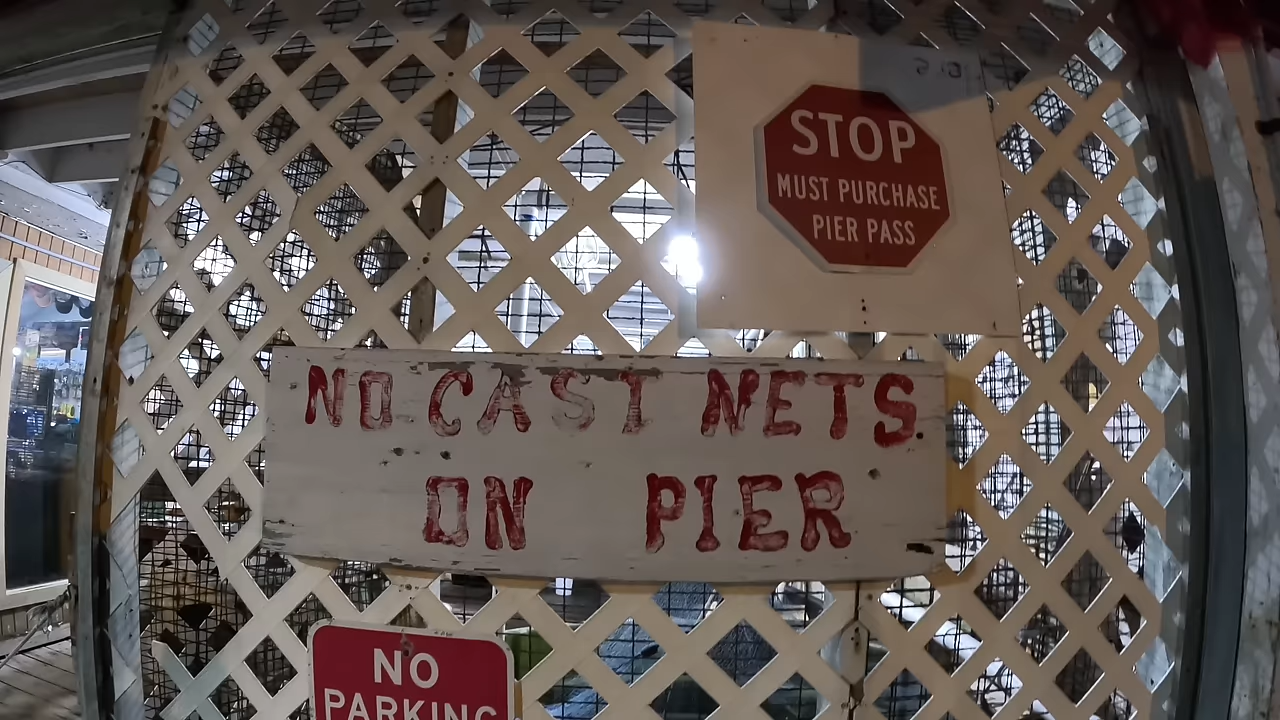 STOP
MUST PURCHASE
PIER PASS
NO CAST NETS
ON PIER
NO
PARKING